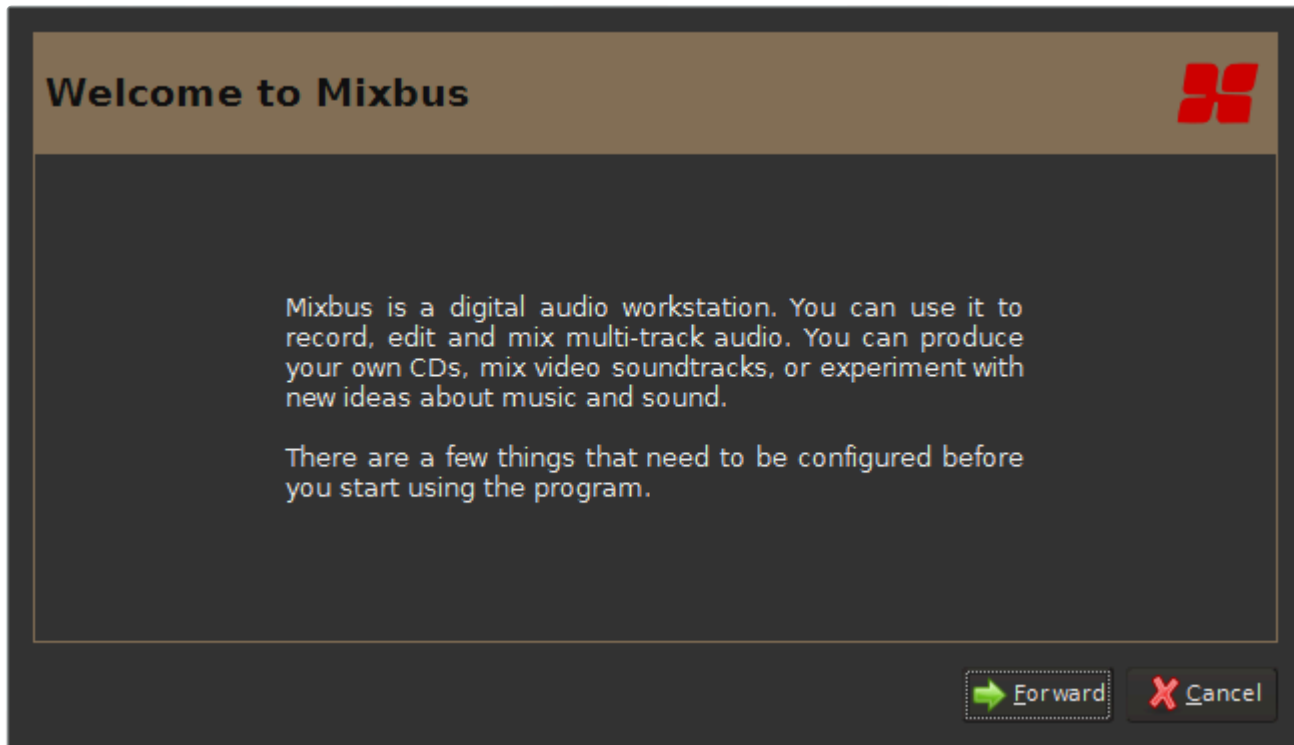 Welcome to Mixbus
Mixbus is a digital audio workstation. You can use it to
record, edit and mix multi-track audio. You can produce
your own CDs, mix video soundtracks, or experiment with
new ideas about music and sound.
There are a few things that need to be configured before
you start using the program.
Forward
Cancel